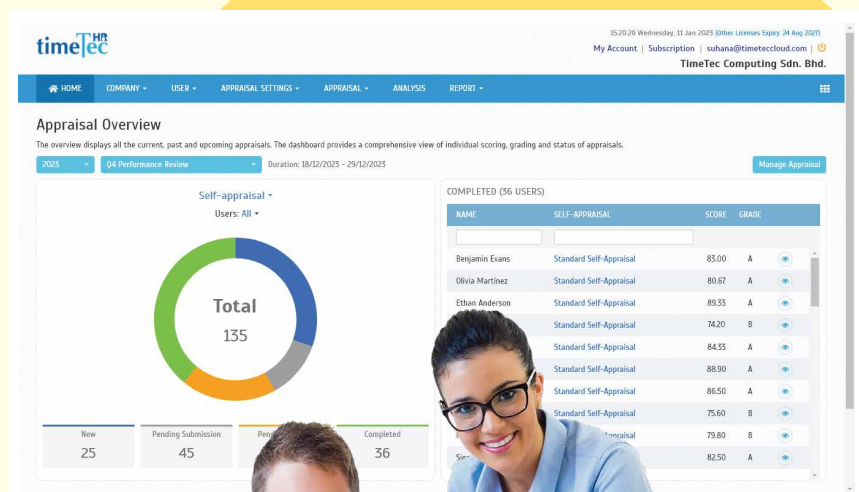 timeTec HR
15:20:26 Wednesday, 11 Jan 2023 (Other Licenses Expiry: 24 Aug 2027)
My Account | Subscription | suhana@timeteccloud.com |
TimeTec Computing Sdn. Bhd.
HOME COMPANY USER APPRAISAL SETTINGS APPRAISAL ANALYSIS REPORT
Appraisal Overview
The overview displays all the current, past and upcoming appraisals. The dashboard provides a comprehensive view of individual scoring, grading and status of appraisals.
2023 Q4 Performance Review Duration: 18/12/2023 - 29/12/2023 Manage Appraisal
Self-appraisal
Users: All
Total
135
New Pending Submission Completed
25 45 36
COMPLETED (36 USERS)
NAME SELF-APPRAISAL SCORE GRADE
Benjamin Evans Standard Self-Appraisal 83.00 A
Olivia Martinez Standard Self-Appraisal 80.67 A
Ethan Anderson Standard Self-Appraisal 89.33 A
Standard Self-Appraisal 74.20 B
Standard Self-Appraisal 84.33 A
Standard Self-Appraisal 88.90 A
Standard Self-Appraisal 86.50 A
Standard Self-Appraisal 75.60 B
79.80 B
Self-Appraisal 82.50 A